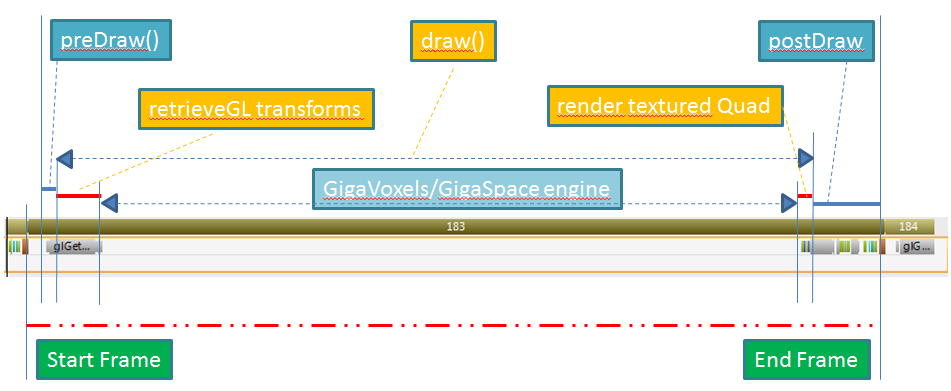 preDraw()
draw()
postDraw
retrieveGL transforms
render textured Quad
GigaVoxels/GigaSpace engine
183
184
glGet...
glG...
Start Frame
End Frame